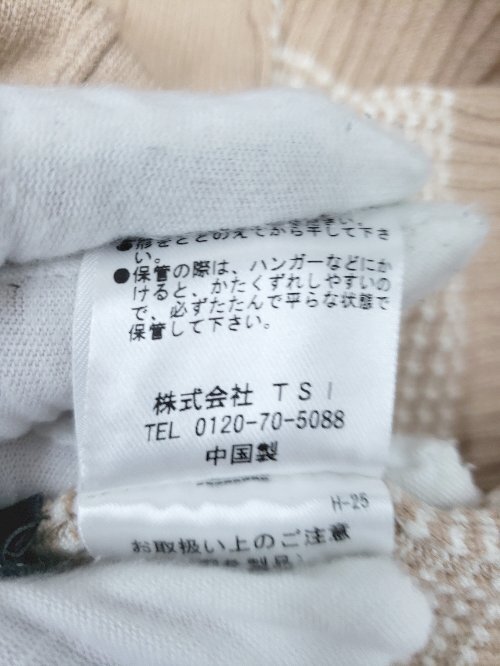 ●形をととのえてから干して下さ
い。
●保管の際は、ハンガーなどにか
けると、かたくずれしやすいの
で、必ずたたんで平らな状態で
保管して下さい。
株式会社 TSI
TEL 0120-70-5088
中国製
H-25
お取扱い上のご注意